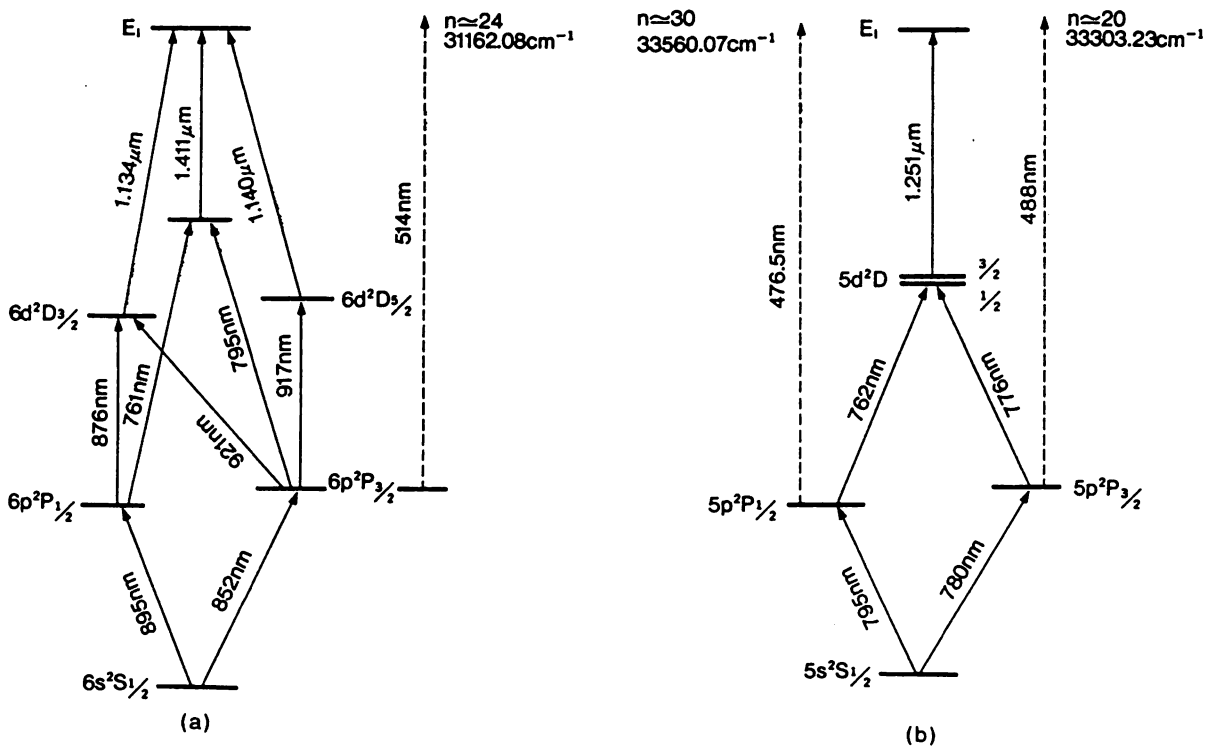 E₁
n≃24
31162.08cm⁻¹
1.134μm
1.411μm
1.140μm
514nm
6d²D3/2
6d²D5/2
876nm
761nm
795nm
921nm
917nm
6p²P1/2
6p²P3/2
895nm
852nm
6s²S1/2
(a)
n≃30
33560.07cm⁻¹
E₁
n≃20
33303.23cm⁻¹
1.251μm
476.5nm
488nm
5d²D
3/2
1/2
762nm
776nm
5p²P1/2
5p²P3/2
795nm
780nm
5s²S1/2
(b)